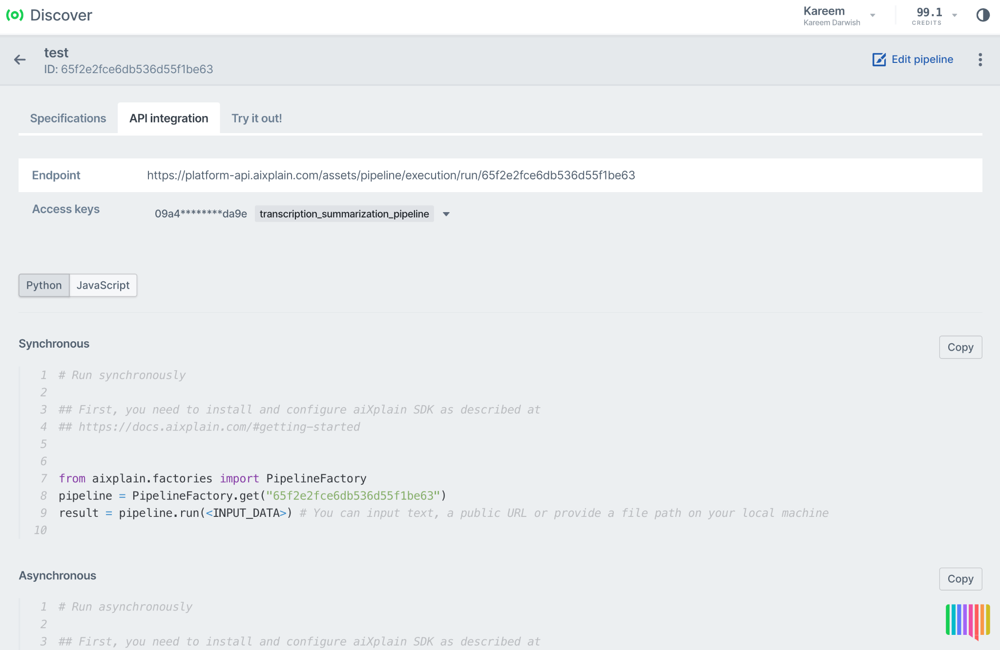 Discover
Kareem
Kareem Darwish
99.1
CREDITS
test
ID: 65f2e2fce6db536d55f1be63
Edit pipeline
Specifications
API integration
Try it out!
Endpoint
https://platform-api.aixplain.com/assets/pipeline/execution/run/65f2e2fce6db536d55f1be63
Access keys
09a4********da9e transcription_summarization_pipeline
Python
JavaScript
Synchronous
Copy
1 # Run synchronously
2
3 ## First, you need to install and configure aiXplain SDK as described at
4 ## https://docs.aixplain.com/#getting-started
5
6
7 from aixplain.factories import PipelineFactory
8 pipeline = PipelineFactory.get("65f2e2fce6db536d55f1be63")
9 result = pipeline.run(<INPUT_DATA>) # You can input text, a public URL or provide a file path on your local machine
10
Asynchronous
Copy
1 # Run asynchronously
2
3 ## First, you need to install and configure aiXplain SDK as described at